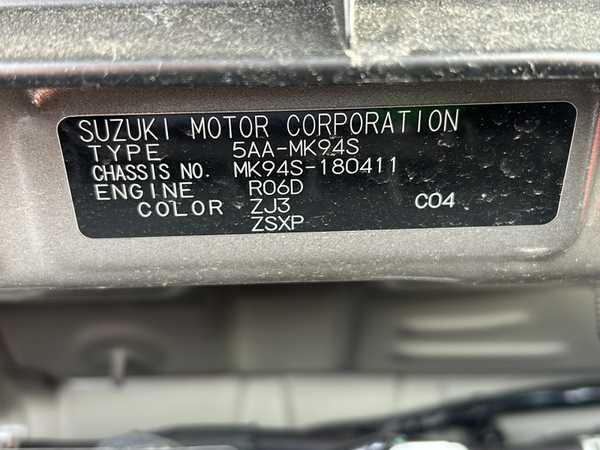 SUZUKI MOTOR CORPORATION
TYPE 5AA-MK94S
CHASSIS NO. MK94S-180411
ENGINE R06D
COLOR ZJ3 C04
ZSXP